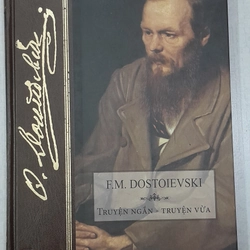 F.M. DOSTOIEVSKI
TRUYỆN NGẮN - TRUYỆN VỪA